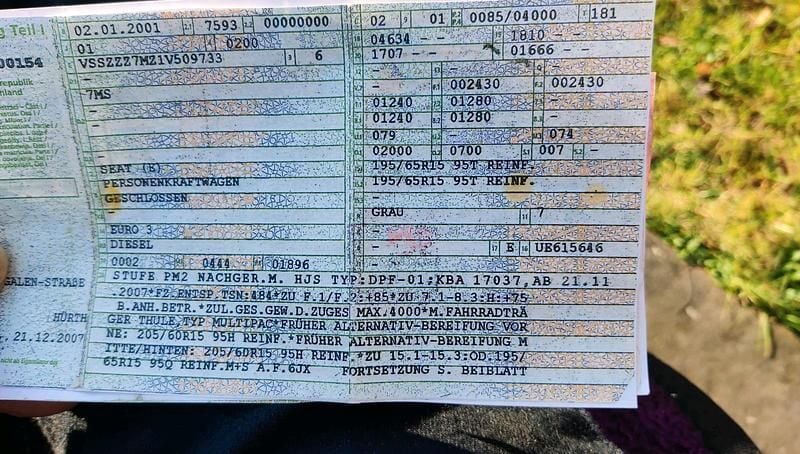 g Teil I
00154
02.01.2001 7593 00000000
01 0200
VSSZZZ7MZ1V509733 6
-
7MS
-
-
-
SEAT (E)
PERSONENKRAFTWAGEN
GESCHLOSSEN
-
EURO 3
DIESEL
0002 0444 01896
02 01 0085/04000 181
04634 - - 1810 - -
1707 - - 01666 - -
- - -
- 002430 - 002430
01240 01280 -
01240 01280 -
079 - 074
02000 0700 007 -
195/65R15 95T REINF.
195/65R15 95T REINF.
-
GRAU 7
-
- - E UE615646
STUFE PM2 NACHGER.M. HJS TYP:DPF-01;KBA 17037,AB 21.11
.2007*FZ.ENTSP.TSN:484*ZU F.1/F.2:+85*ZU 7.1-8.3:H:+75
B.ANH.BETR.*ZUL.GES.GEW.D.ZUGES MAX.4000*M.FAHRRADTRÄ
GER THULE,TYP MULTIPAC*FRÜHER ALTERNATIV-BEREIFUNG VOR
NE: 205/60R15 95H REINF.*FRÜHER ALTERNATIV-BEREIFUNG M
ITTE/HINTEN: 205/60R15 95H REINF.*ZU 15.1-15.3:OD.195/
65R15 95Q REINF.M+S A.F.6JX FORTSETZUNG S. BEIBLATT
GALEN-STRAßE
HÜRTH
21.12.2007